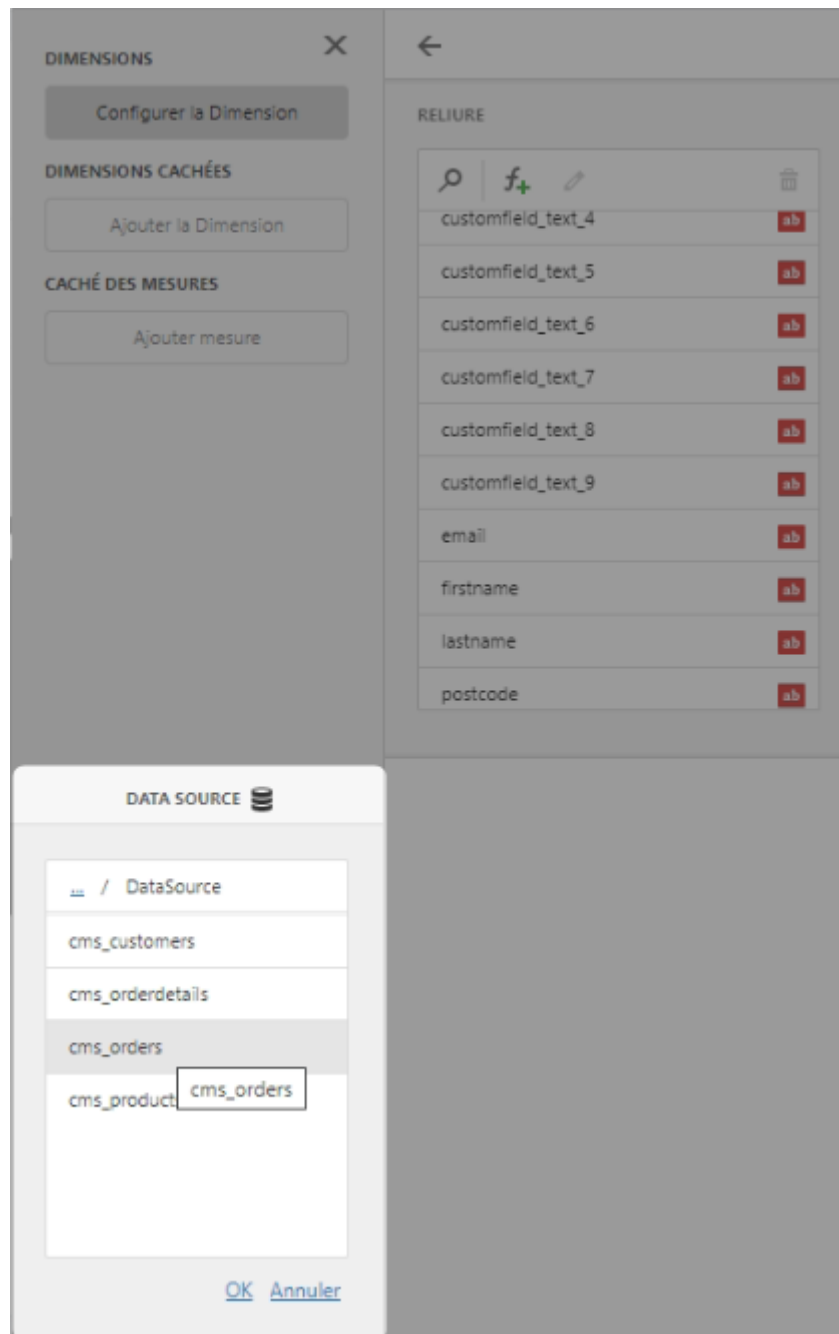 DIMENSIONS
Configurer la Dimension
DIMENSIONS CACHÉES
Ajouter la Dimension
CACHÉ DES MESURES
Ajouter mesure
RELIURE
customfield_text_4 ab
customfield_text_5 ab
customfield_text_6 ab
customfield_text_7 ab
customfield_text_8 ab
customfield_text_9 ab
email ab
firstname ab
lastname ab
postcode ab
DATA SOURCE
... / DataSource
cms_customers
cms_orderdetails
cms_orders
cms_orders
cms_product
OK Annuler